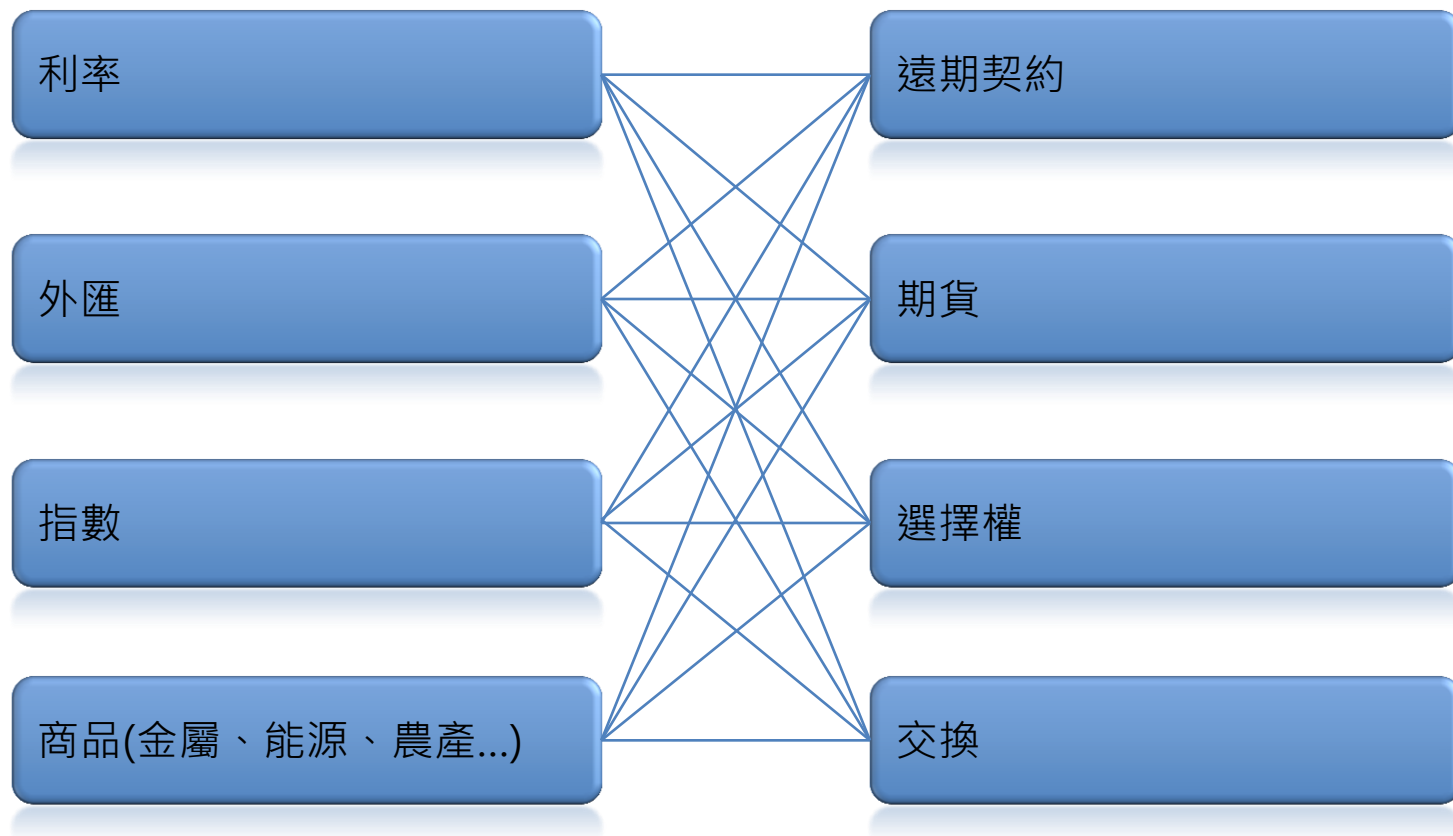 利率
遠期契約
外匯
期貨
指數
選擇權
商品(金屬、能源、農產...)
交換